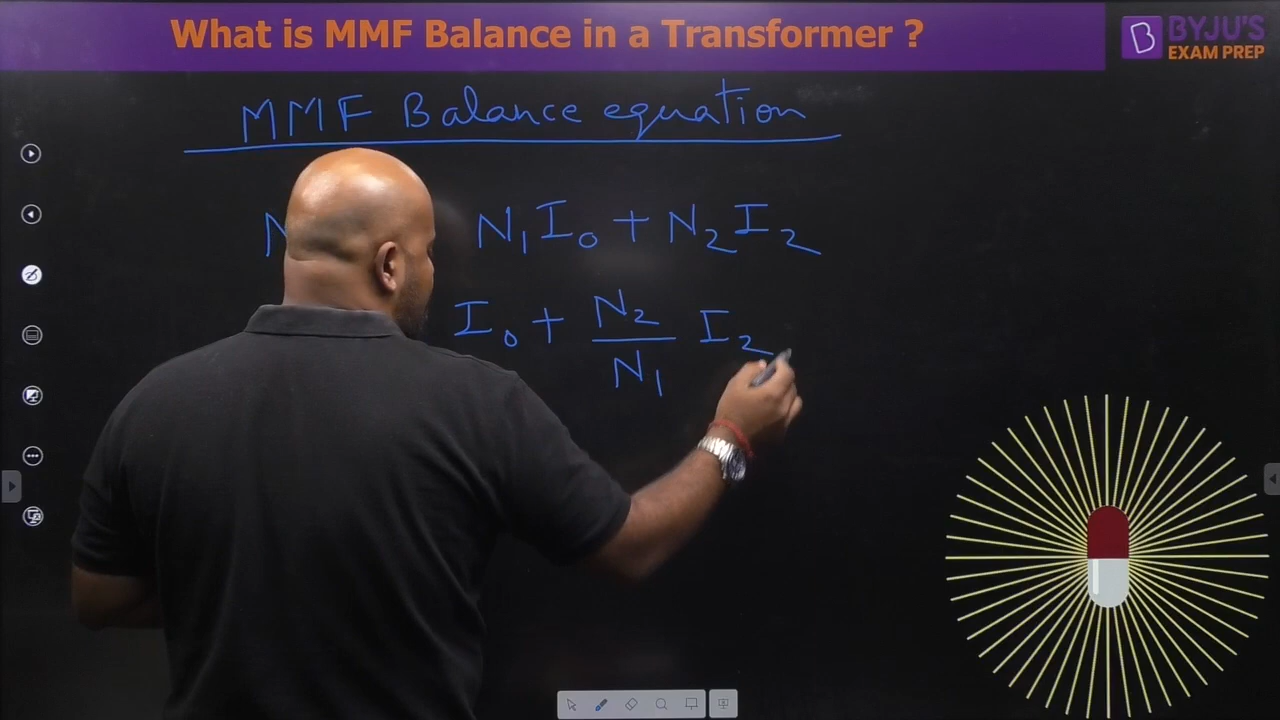 What is MMF Balance in a Transformer ?
BYJU'S
EXAM PREP
MMF Balance equation
N₁I₀ + N₂I₂
I₀ + N₂/N₁ I₂